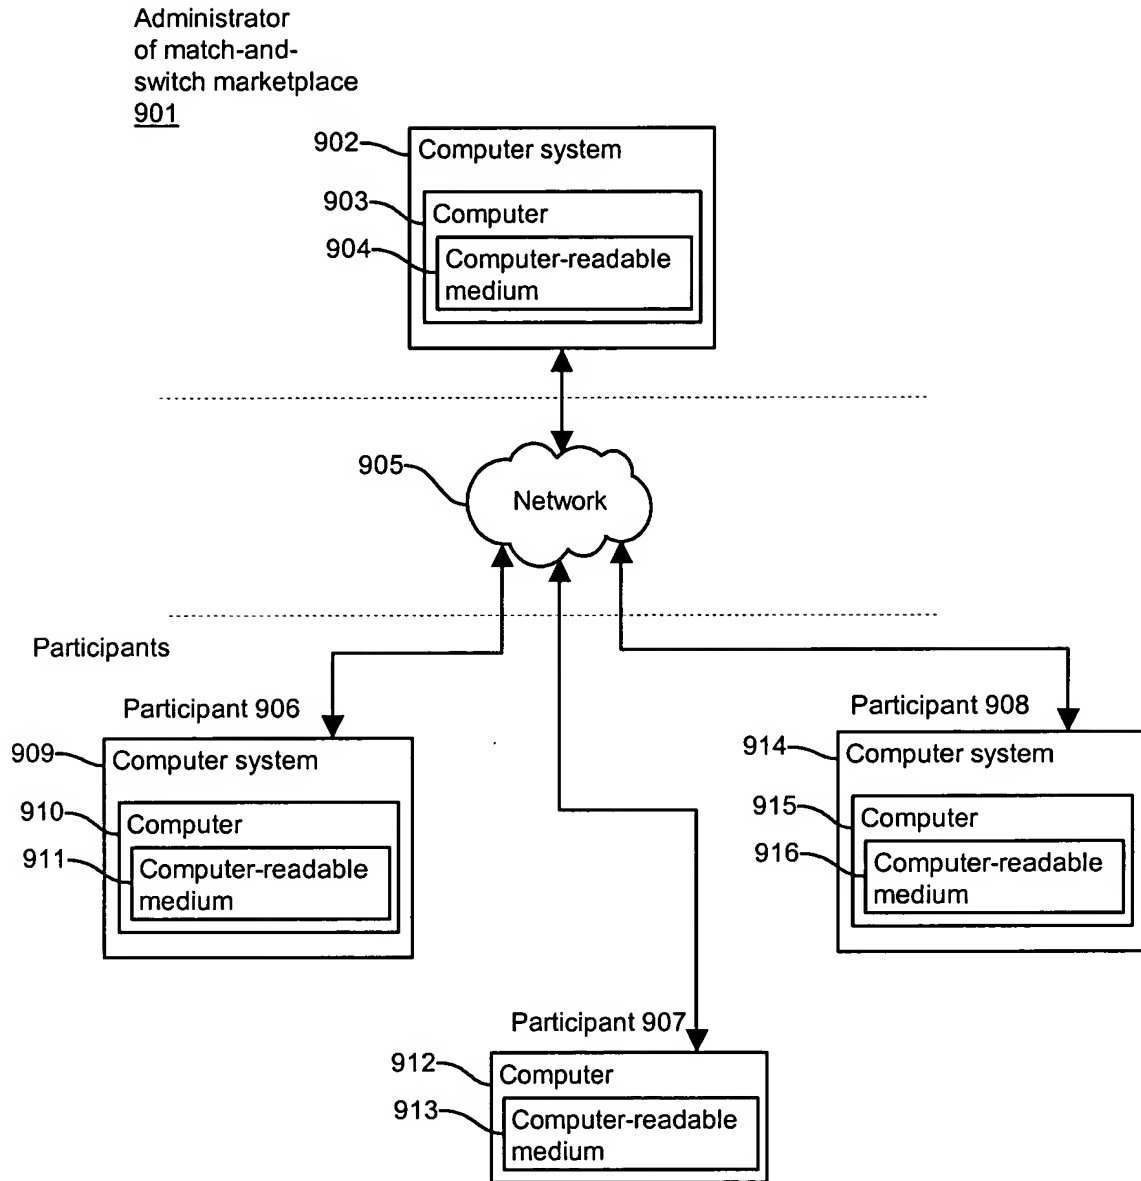 Administrator
of match-and-
switch marketplace
901
902
Computer system
903
Computer
904
Computer-readable
medium
905
Network
Participants
Participant 906
909
Computer system
910
Computer
911
Computer-readable
medium
Participant 908
914
Computer system
915
Computer
916
Computer-readable
medium
Participant 907
912
Computer
913
Computer-readable
medium